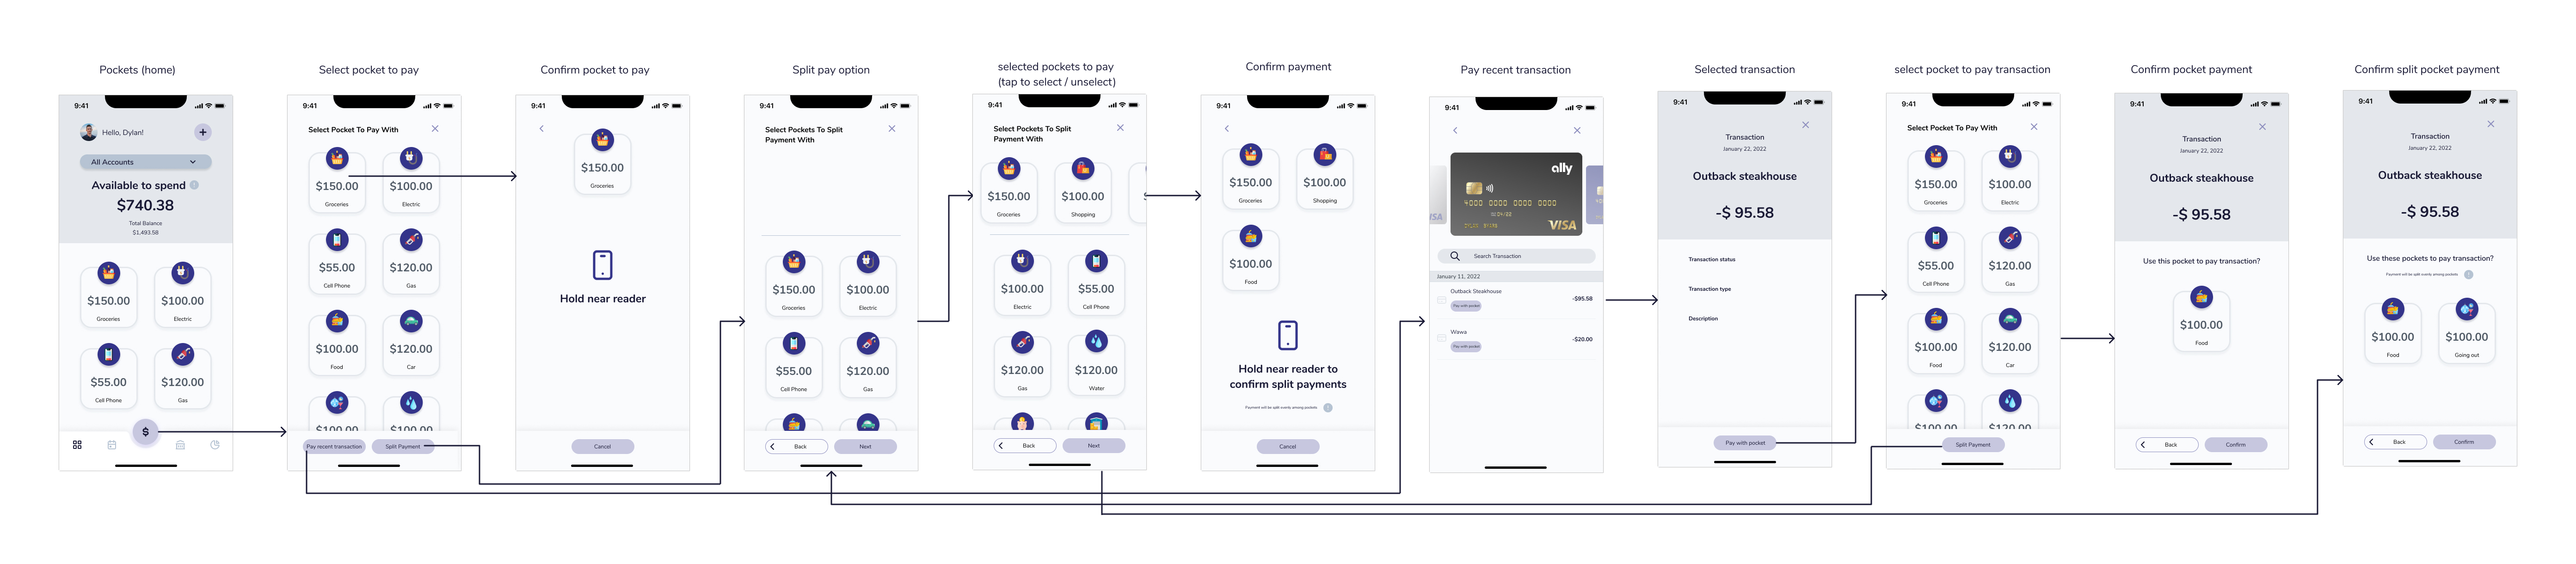 Pockets (home)
9:41
Hello, Dylan!
+
All Accounts
Available to spend
$740.38
Total Balance
$1,493.58
$150.00
Groceries
$100.00
Electric
$55.00
Cell Phone
$120.00
Gas
$
Select pocket to pay
9:41
Select Pocket To Pay With
$150.00
Groceries
$100.00
Electric
$55.00
Cell Phone
$120.00
Gas
$100.00
Food
$120.00
Car
$100.00
$100.00
Pay recent transaction
Split Payment
Confirm pocket to pay
9:41
$150.00
Groceries
Hold near reader
Cancel
Split pay option
9:41
Select Pockets To Split
Payment With
$150.00
Groceries
$100.00
Electric
$55.00
Cell Phone
$120.00
Gas
Back
Next
selected pockets to pay
(tap to select / unselect)
9:41
Select Pockets To Split
Payment With
$150.00
Groceries
$100.00
Shopping
$100.00
Electric
$55.00
Cell Phone
$120.00
Gas
$120.00
Water
Back
Next
Confirm payment
9:41
$150.00
Groceries
$100.00
Shopping
$100.00
Food
Hold near reader to
confirm split payments
Payment will be split evenly among pockets
Cancel
Pay recent transaction
9:41
ally
4000 0000 0000 0000
VISA
Search Transaction
January 11, 2022
Outback Steakhouse
Pay with pocket
-$95.58
Wawa
Pay with pocket
-$20.00
Selected transaction
9:41
Transaction
January 22, 2022
Outback steakhouse
-$ 95.58
Transaction status
Transaction type
Description
Pay with pocket
select pocket to pay transaction
9:41
Select Pocket To Pay With
$150.00
Groceries
$100.00
Electric
$55.00
Cell Phone
$120.00
Gas
$100.00
Food
$120.00
Car
$100.00
$120.00
Split Payment
Confirm pocket payment
9:41
Transaction
January 22, 2022
Outback steakhouse
-$ 95.58
Use this pocket to pay transaction?
$100.00
Food
Back
Confirm
Confirm split pocket payment
9:41
Transaction
January 22, 2022
Outback steakhouse
-$ 95.58
Use these pockets to pay transaction?
Payment will be split evenly among pockets
$100.00
Food
$100.00
Going out
Back
Confirm